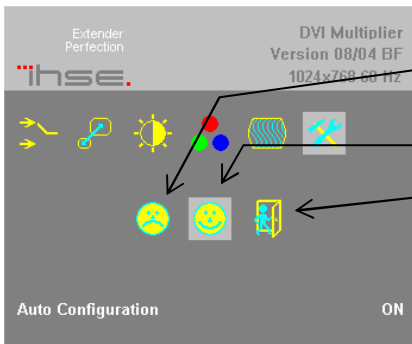 Extender
Perfection
DVI Multiplier
Version 08/04 BF
ihse.
1024x768 60 Hz
Auto Configuration ON